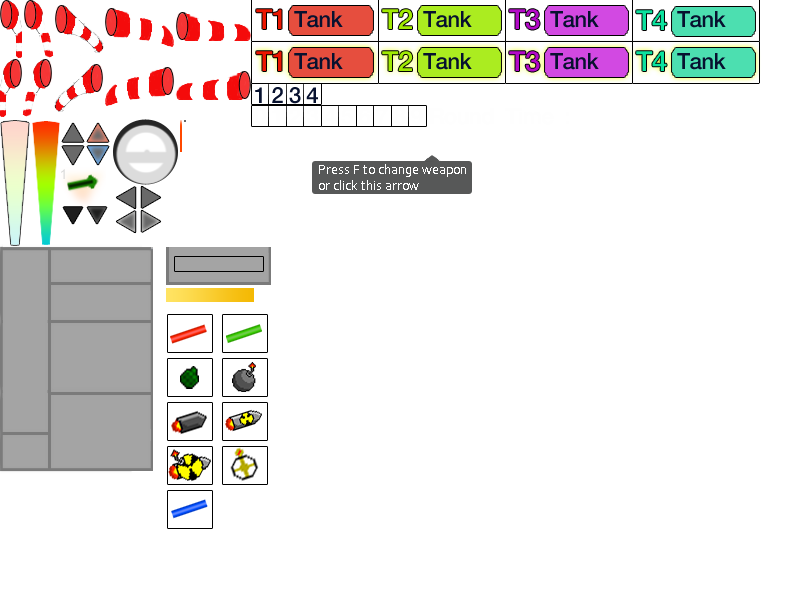 T1 Tank T2 Tank T3 Tank T4 Tank
T1 Tank T2 Tank T3 Tank T4 Tank
1 2 3 4
Press F to change weapon
or click this arrow